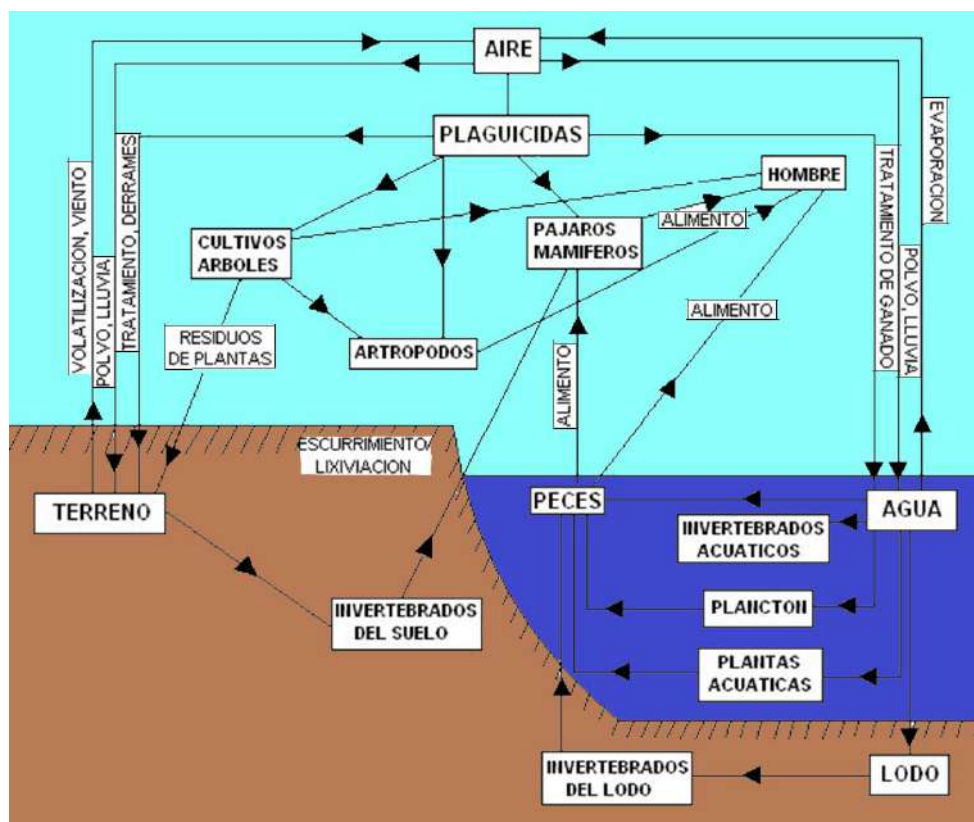 AIRE
PLAGUICIDAS
HOMBRE
CULTIVOS
ARBOLES
PAJAROS
MAMIFEROS
ALIMENTO
ARTROPODOS
RESIDUOS
DE PLANTAS
ALIMENTO
ALIMENTO
VOLATILIZACION, VIENTO
POLVO, LLUVIA
TRATAMIENTO, DERRAMES
TRATAMIENTO DE GANADO
POLVO, LLUVIA
EVAPORACION
ESCURRIMIENTO/
LIXIVIACION
TERRENO
PECES
AGUA
INVERTEBRADOS
ACUATICOS
INVERTEBRADOS
DEL SUELO
PLANCTON
PLANTAS
ACUATICAS
INVERTEBRADOS
DEL LODO
LODO